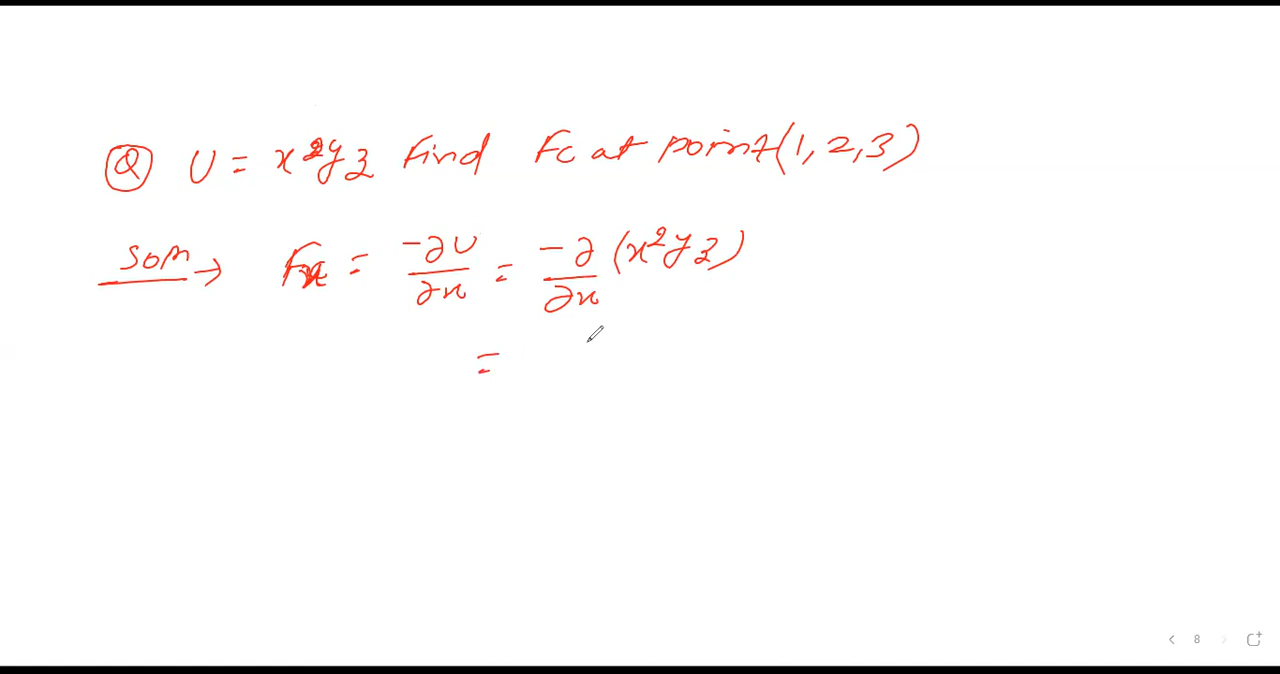 Q U = x²yz Find Fc at point (1, 2, 3)
Soln → Fx = -∂U/∂x = -∂/∂x (x²yz)
=
< 8 >